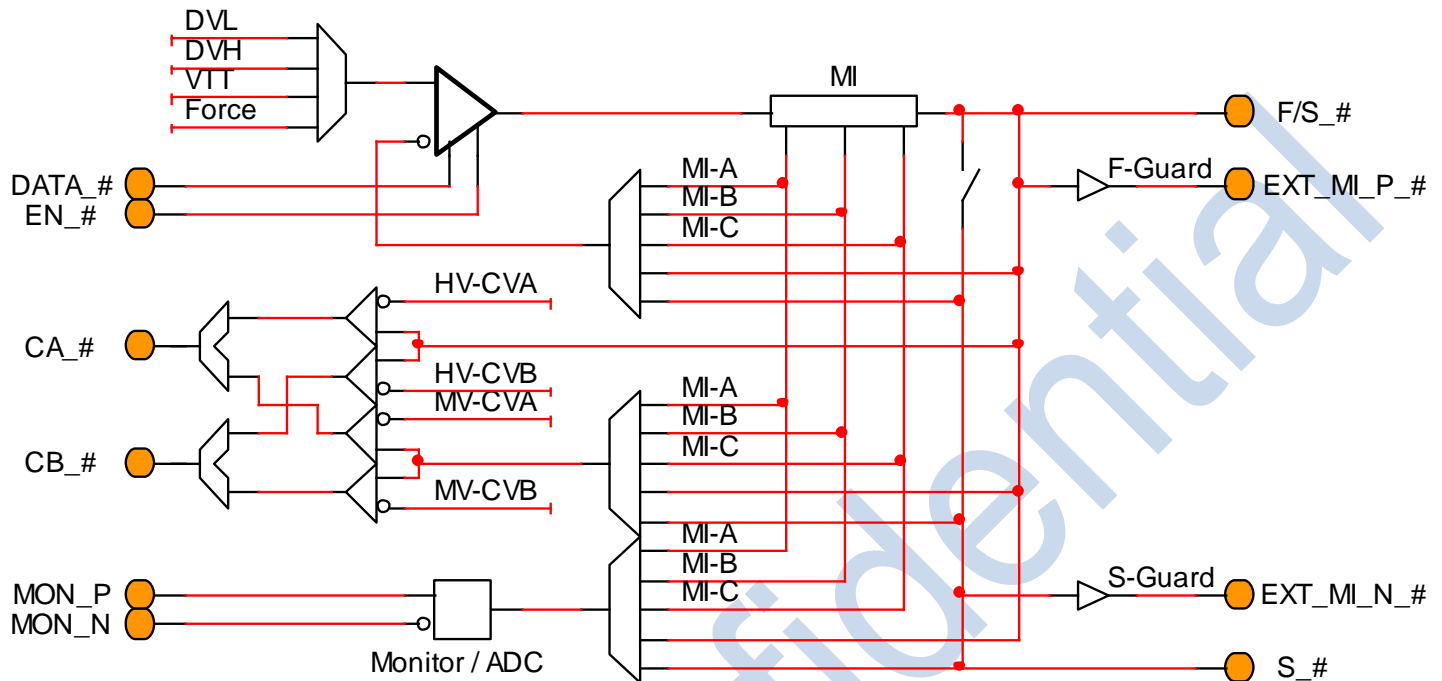 DVL
DVH
VTT
Force
MI
F/S_#
F-Guard
EXT_MI_P_#
DATA_#
EN_#
MI-A
MI-B
MI-C
HV-CVA
CA_#
HV-CVB
MV-CVA
MI-A
MI-B
MI-C
CB_#
MV-CVB
MI-A
MI-B
MI-C
S-Guard
EXT_MI_N_#
MON_P
MON_N
Monitor / ADC
S_#
fidential